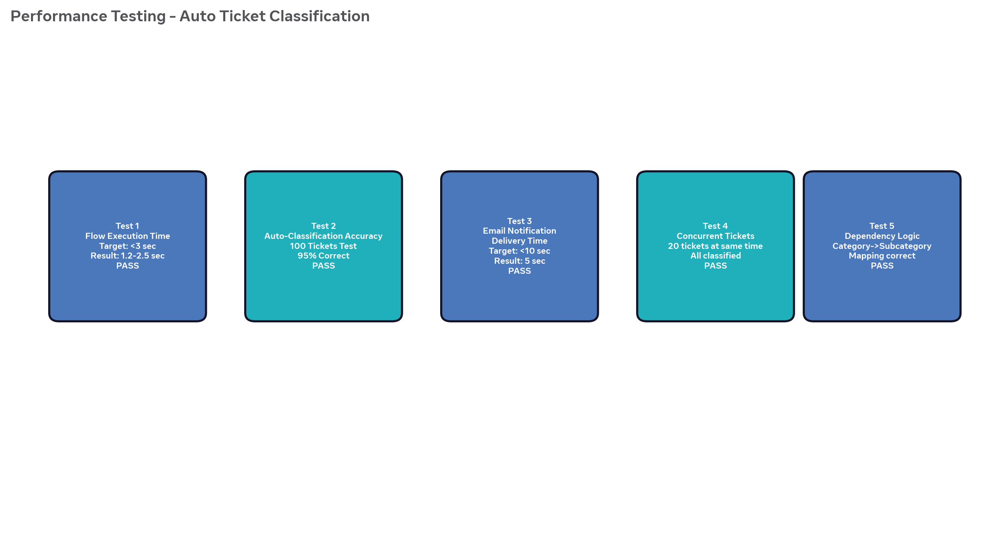 Performance Testing - Auto Ticket Classification
Test 1
Flow Execution Time
Target: <3 sec
Result: 1.2-2.5 sec
PASS
Test 2
Auto-Classification Accuracy
100 Tickets Test
95% Correct
PASS
Test 3
Email Notification
Delivery Time
Target: <10 sec
Result: 5 sec
PASS
Test 4
Concurrent Tickets
20 tickets at same time
All classified
PASS
Test 5
Dependency Logic
Category->Subcategory
Mapping correct
PASS